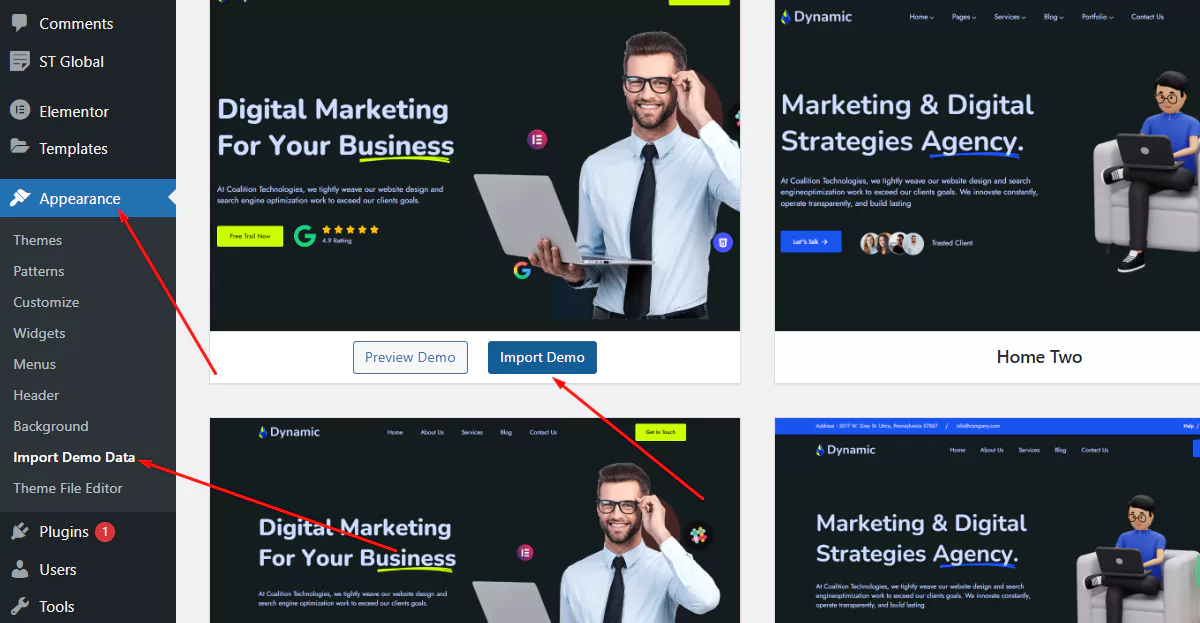 Comments
ST Global
Elementor
Templates
Appearance
Themes
Patterns
Customize
Widgets
Menus
Header
Background
Import Demo Data
Theme File Editor
Plugins 1
Users
Tools
Digital Marketing
For Your Business
At Coalition Technologies, we tightly weave our website design and
search engine optimization work to exceed our clients goals.
Free Trail Now
4.9 Rating
Preview Demo
Import Demo
Dynamic
Home
Pages
Services
Blog
Portfolio
Contact Us
Marketing & Digital
Strategies Agency.
At Coalition Technologies, we tightly weave our website design and search
engineoptimization work to exceed our clients goals. We innovate constantly,
operate transparently, and build lasting
Let's Talk
Trasted Client
Home Two
Dynamic
Home
About Us
Services
Blog
Contact Us
Get In Touch
Digital Marketing
For Your Business
At Coalition Technologies, we tightly weave our website design and
search engine optimization work to exceed our clients goals.
Address : 3517 W. Gray St. Utica, Pennsylvania 57867 / info@company.com
Help /
Dynamic
Home
About Us
Services
Blog
Contact Us
Marketing & Digital
Strategies Agency.
At Coalition Technologies, we tightly weave our website design and search
engineoptimization work to exceed our clients goals. We innovate constantly,
operate transparently, and build lasting